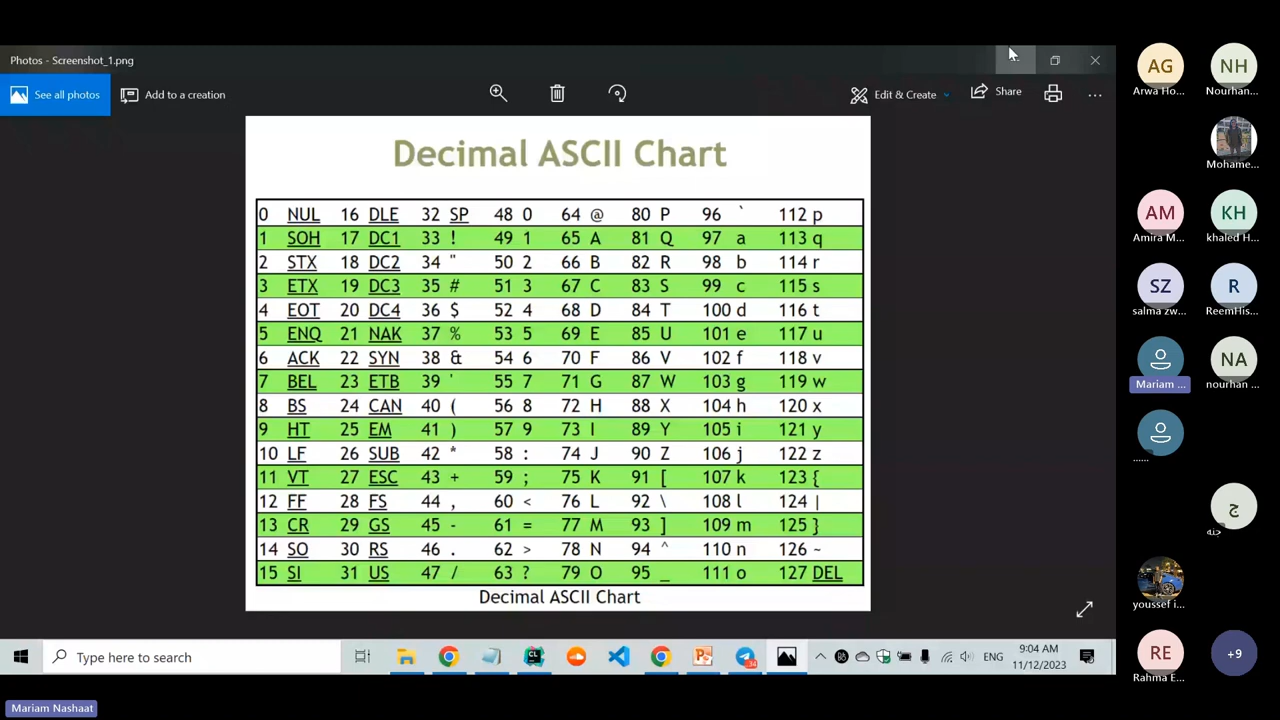 Photos - Screenshot_1.png
See all photos
Add to a creation
Edit & Create
Share
Decimal ASCII Chart
0 NUL 16 DLE 32 SP 48 0 64 @ 80 P 96 ` 112 p
1 SOH 17 DC1 33 ! 49 1 65 A 81 Q 97 a 113 q
2 STX 18 DC2 34 " 50 2 66 B 82 R 98 b 114 r
3 ETX 19 DC3 35 # 51 3 67 C 83 S 99 c 115 s
4 EOT 20 DC4 36 $ 52 4 68 D 84 T 100 d 116 t
5 ENQ 21 NAK 37 % 53 5 69 E 85 U 101 e 117 u
6 ACK 22 SYN 38 & 54 6 70 F 86 V 102 f 118 v
7 BEL 23 ETB 39 ' 55 7 71 G 87 W 103 g 119 w
8 BS 24 CAN 40 ( 56 8 72 H 88 X 104 h 120 x
9 HT 25 EM 41 ) 57 9 73 I 89 Y 105 i 121 y
10 LF 26 SUB 42 * 58 : 74 J 90 Z 106 j 122 z
11 VT 27 ESC 43 + 59 ; 75 K 91 [ 107 k 123 {
12 FF 28 FS 44 , 60 < 76 L 92 \ 108 l 124 |
13 CR 29 GS 45 - 61 = 77 M 93 ] 109 m 125 }
14 SO 30 RS 46 . 62 > 78 N 94 ^ 110 n 126 ~
15 SI 31 US 47 / 63 ? 79 O 95 _ 111 o 127 DEL
Decimal ASCII Chart
Type here to search
ENG
9:04 AM
11/12/2023
AG NH
Arwa Ho... Nourhan...
Mohame...
AM KH
Amira M... khaled H...
SZ R
salma zw... ReemHis...
NA
Mariam ... nourhan ...
......
ج
جنه
youssef i...
RE +9
Rahma E...
Mariam Nashaat